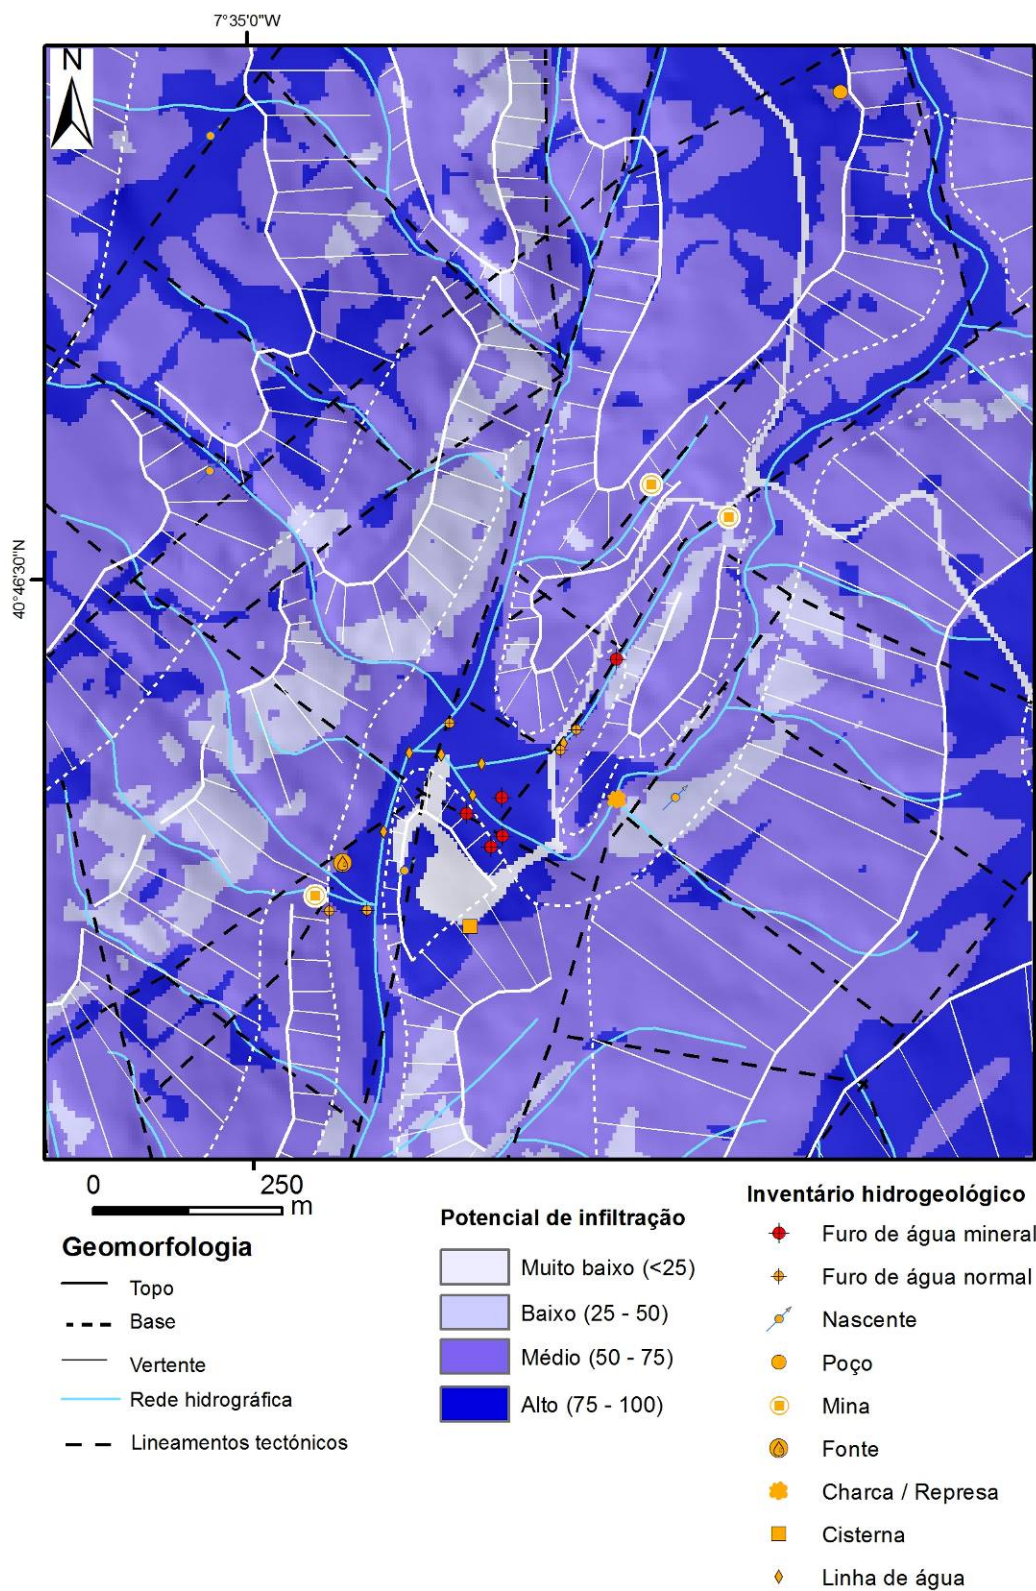 7°35'0"W
N
40°46'30"N
0 250
m
Geomorfologia
Topo
Base
Vertente
Rede hidrográfica
Lineamentos tectónicos
Potencial de infiltração
Muito baixo (<25)
Baixo (25 - 50)
Médio (50 - 75)
Alto (75 - 100)
Inventário hidrogeológico
Furo de água mineral
Furo de água normal
Nascente
Poço
Mina
Fonte
Charca / Represa
Cisterna
Linha de água